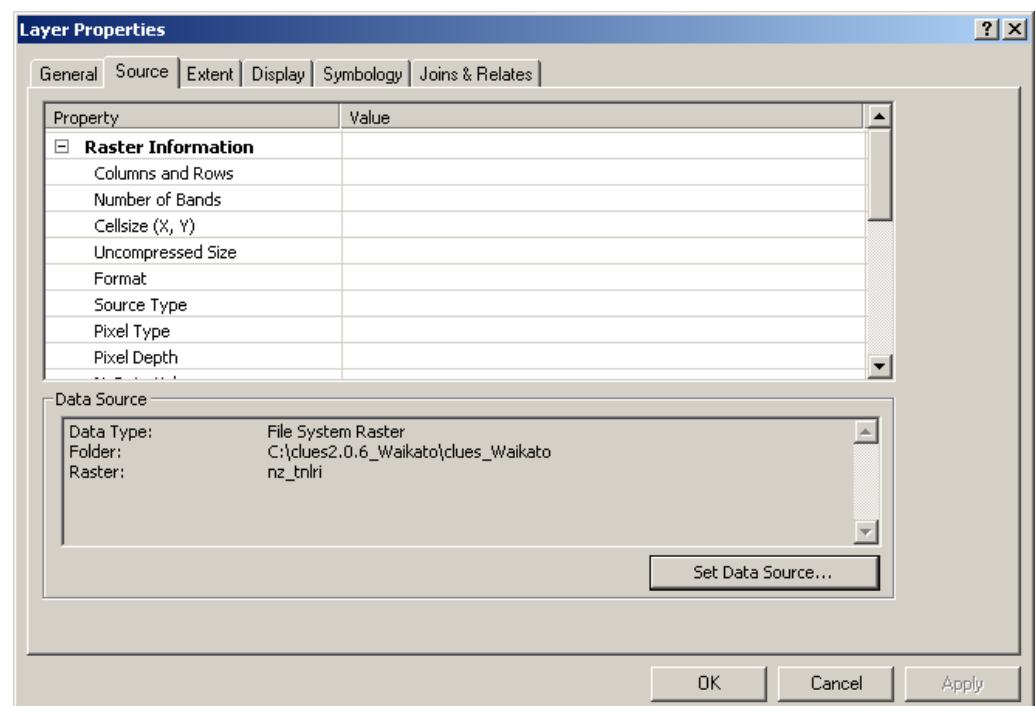 Layer Properties
General Source Extent Display Symbology Joins & Relates
Property Value
Raster Information
Columns and Rows
Number of Bands
Cellsize (X, Y)
Uncompressed Size
Format
Source Type
Pixel Type
Pixel Depth
Data Source
Data Type: File System Raster
Folder: C:\clues2.0.6_Waikato\clues_Waikato
Raster: nz_tnlri
Set Data Source...
OK Cancel Apply